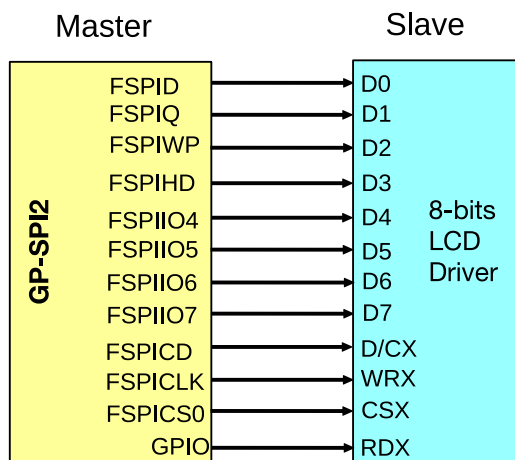 Master
Slave
GP-SPI2
FSPID
FSPIQ
FSPIWP
FSPIHD
FSPIIO4
FSPIIO5
FSPIIO6
FSPIIO7
FSPICD
FSPICLK
FSPICS0
GPIO
D0
D1
D2
D3
D4
D5
D6
D7
D/CX
WRX
CSX
RDX
8-bits
LCD
Driver